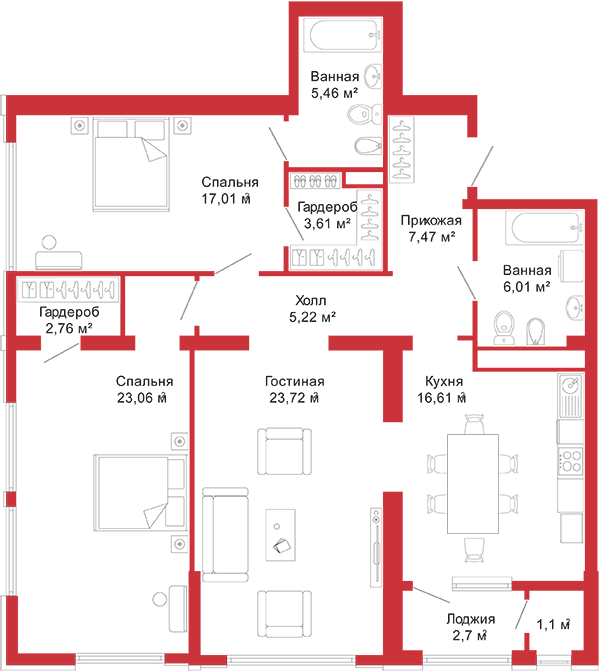 Ванная
5,46 м²
Спальня
17,01 м²
Гардероб
3,61 м²
Прихожая
7,47 м²
Ванная
6,01 м²
Холл
5,22 м²
Гардероб
2,76 м²
Спальня
23,06 м²
Гостиная
23,72 м²
Кухня
16,61 м²
Лоджия
2,7 м²
1,1 м²